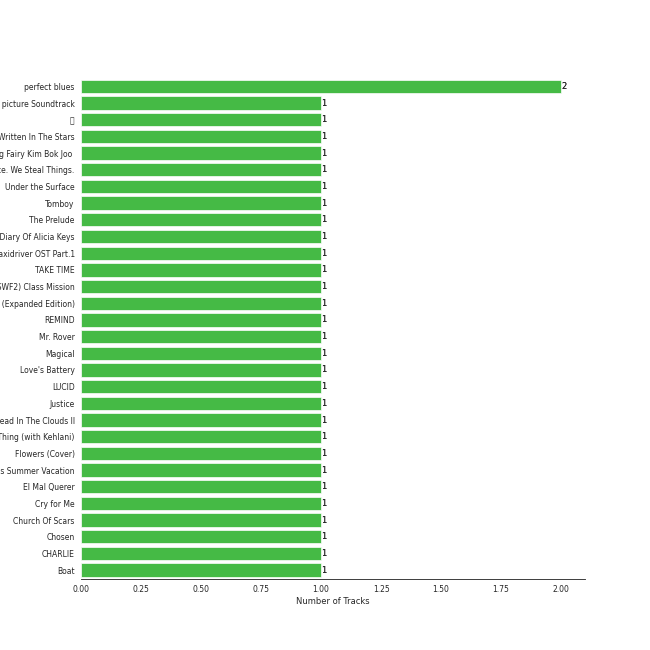 perfect blues 2
picture Soundtrack 1
1
Written In The Stars 1
Fairy Kim Bok Joo 1
We Steal Things. 1
Under the Surface 1
Tomboy 1
The Prelude 1
Diary Of Alicia Keys 1
OST Part.1 1
TAKE TIME 1
Class Mission 1
(Expanded Edition) 1
REMIND 1
Mr. Rover 1
Magical 1
Love's Battery 1
LUCID 1
Justice 1
In The Clouds II 1
Thing (with Kehlani) 1
Flowers (Cover) 1
Summer Vacation 1
El Mal Querer 1
Cry for Me 1
Church Of Scars 1
Chosen 1
CHARLIE 1
Boat 1
0.00 0.25 0.50 0.75 1.00 1.25 1.50 1.75 2.00
Number of Tracks